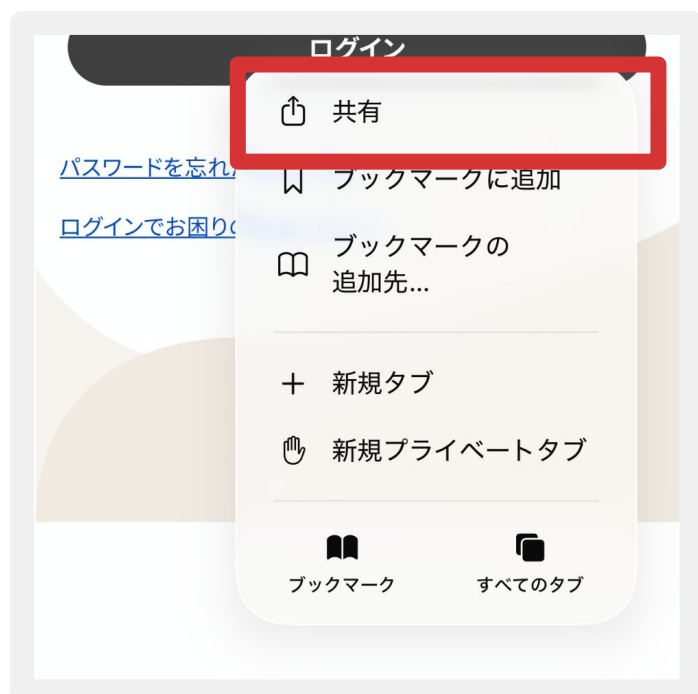 ログイン
共有
パスワードを忘れ
ブックマークに追加
ログインでお困り
ブックマークの
追加先...
新規タブ
新規プライベートタブ
ブックマーク
すべてのタブ